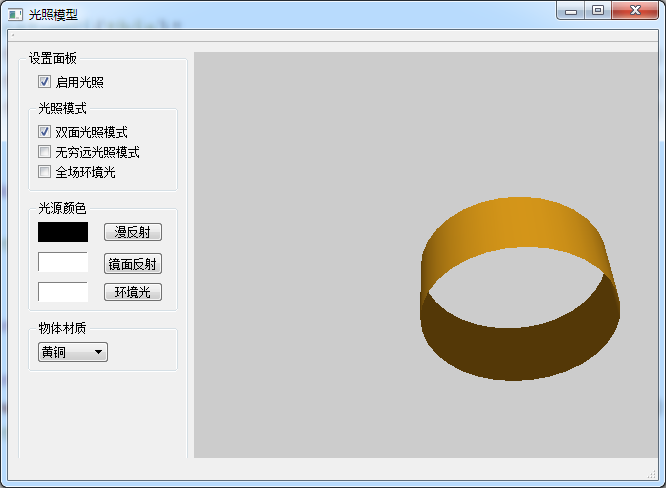 光照模型
设置面板
启用光照
光照模式
双面光照模式
无穷远光照模式
全场环境光
光源颜色
漫反射
镜面反射
环境光
物体材质
黄铜